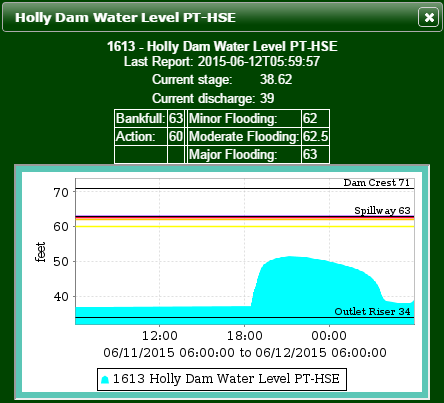 Holly Dam Water Level PT-HSE
1613 - Holly Dam Water Level PT-HSE
Last Report: 2015-06-12T05:59:57
Current stage: 38.62
Current discharge: 39
Bankfull: 63 Minor Flooding: 62
Action: 60 Moderate Flooding: 62.5
Major Flooding: 63
Dam Crest 71
70
Spillway 63
60
feet
50
40
Outlet Riser 34
12:00 18:00 00:00
06/11/2015 06:00:00 to 06/12/2015 06:00:00
1613 Holly Dam Water Level PT-HSE